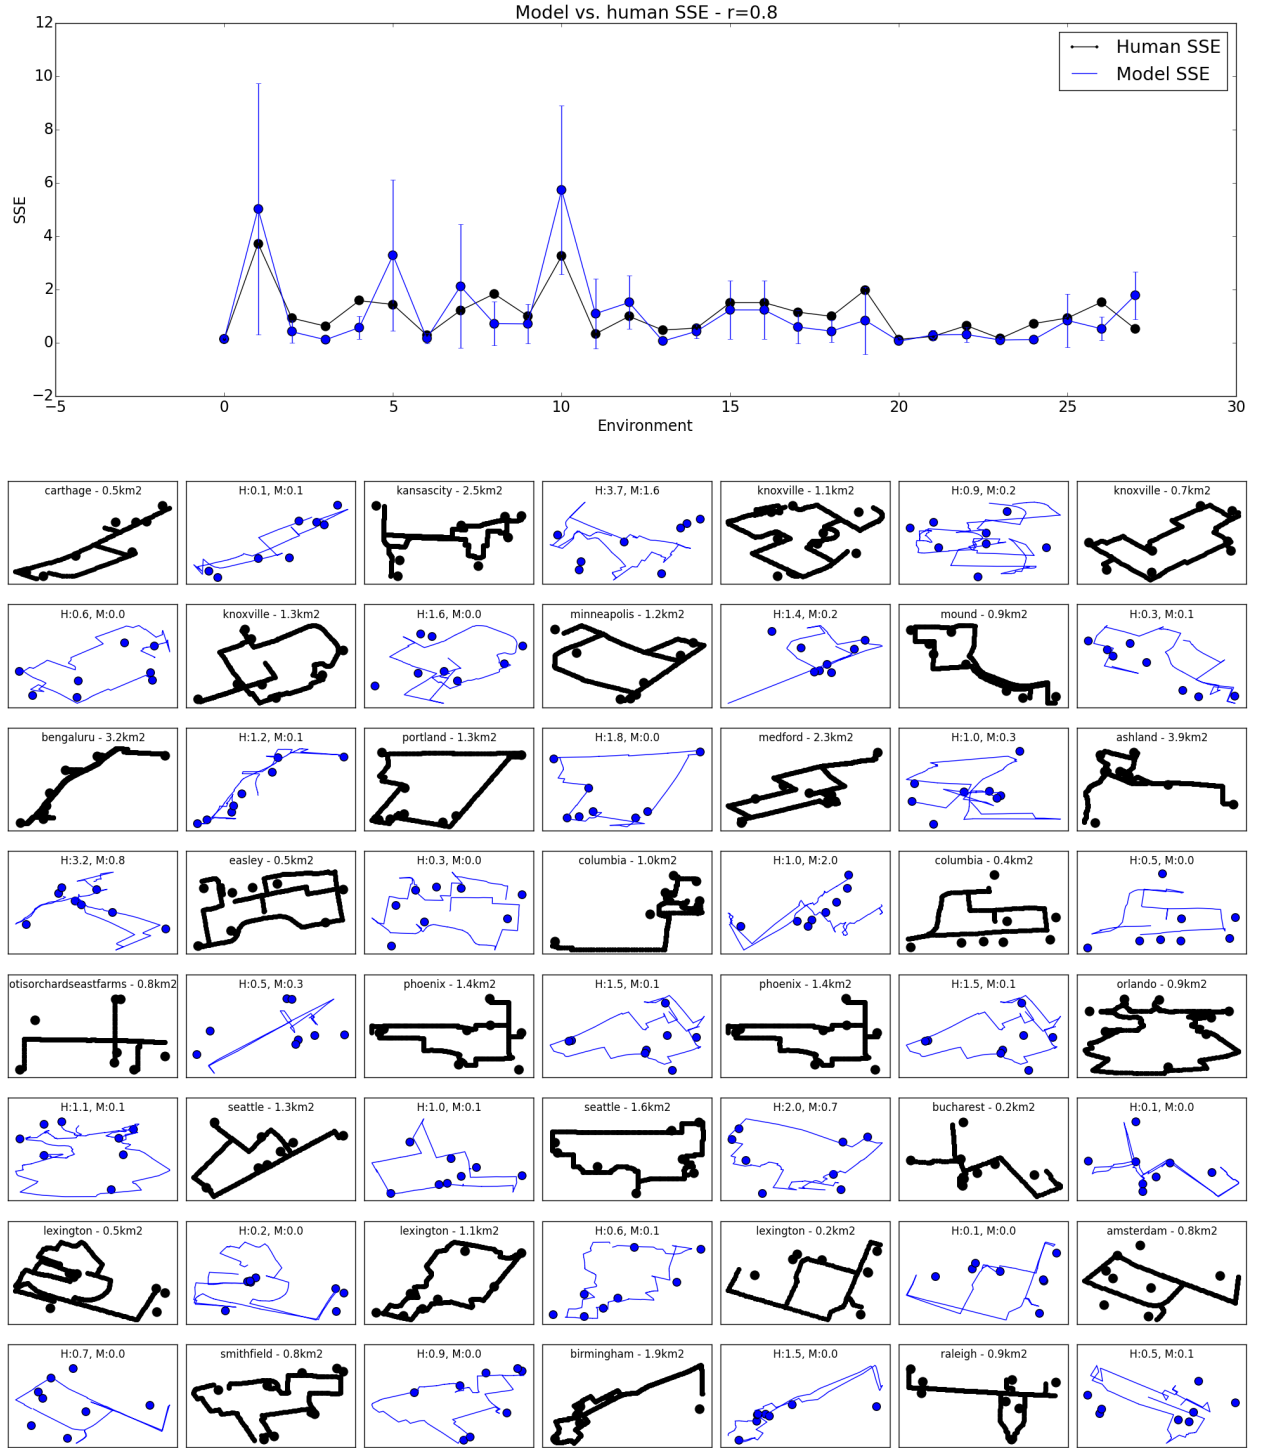 Model vs. human SSE - r=0.8
12
10
8
6
4
2
0
−2
SSE
Human SSE
Model SSE
−5 0 5 10 15 20 25 30
Environment
carthage - 0.5km2 H:0.1, M:0.1 kansascity - 2.5km2 H:3.7, M:1.6 knoxville - 1.1km2 H:0.9, M:0.2 knoxville - 0.7km2
H:0.6, M:0.0 knoxville - 1.3km2 H:1.6, M:0.0 minneapolis - 1.2km2 H:1.4, M:0.2 mound - 0.9km2 H:0.3, M:0.1
bengaluru - 3.2km2 H:1.2, M:0.1 portland - 1.3km2 H:1.8, M:0.0 medford - 2.3km2 H:1.0, M:0.3 ashland - 3.9km2
H:3.2, M:0.8 easley - 0.5km2 H:0.3, M:0.0 columbia - 1.0km2 H:1.0, M:2.0 columbia - 0.4km2 H:0.5, M:0.0
otisorchardseastfarms - 0.8km2 H:0.5, M:0.3 phoenix - 1.4km2 H:1.5, M:0.1 phoenix - 1.4km2 H:1.5, M:0.1 orlando - 0.9km2
H:1.1, M:0.1 seattle - 1.3km2 H:1.0, M:0.1 seattle - 1.6km2 H:2.0, M:0.7 bucharest - 0.2km2 H:0.1, M:0.0
lexington - 0.5km2 H:0.2, M:0.0 lexington - 1.1km2 H:0.6, M:0.1 lexington - 0.2km2 H:0.1, M:0.0 amsterdam - 0.8km2
H:0.7, M:0.0 smithfield - 0.8km2 H:0.9, M:0.0 birmingham - 1.9km2 H:1.5, M:0.0 raleigh - 0.9km2 H:0.5, M:0.1